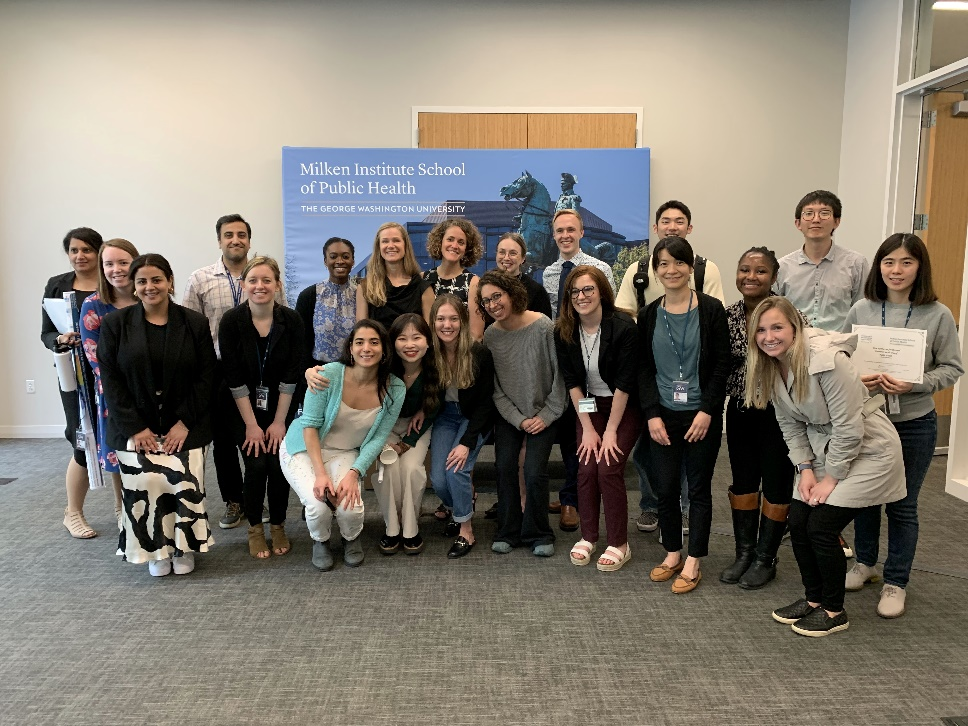 Milken Institute School
of Public Health
THE GEORGE WASHINGTON UNIVERSITY